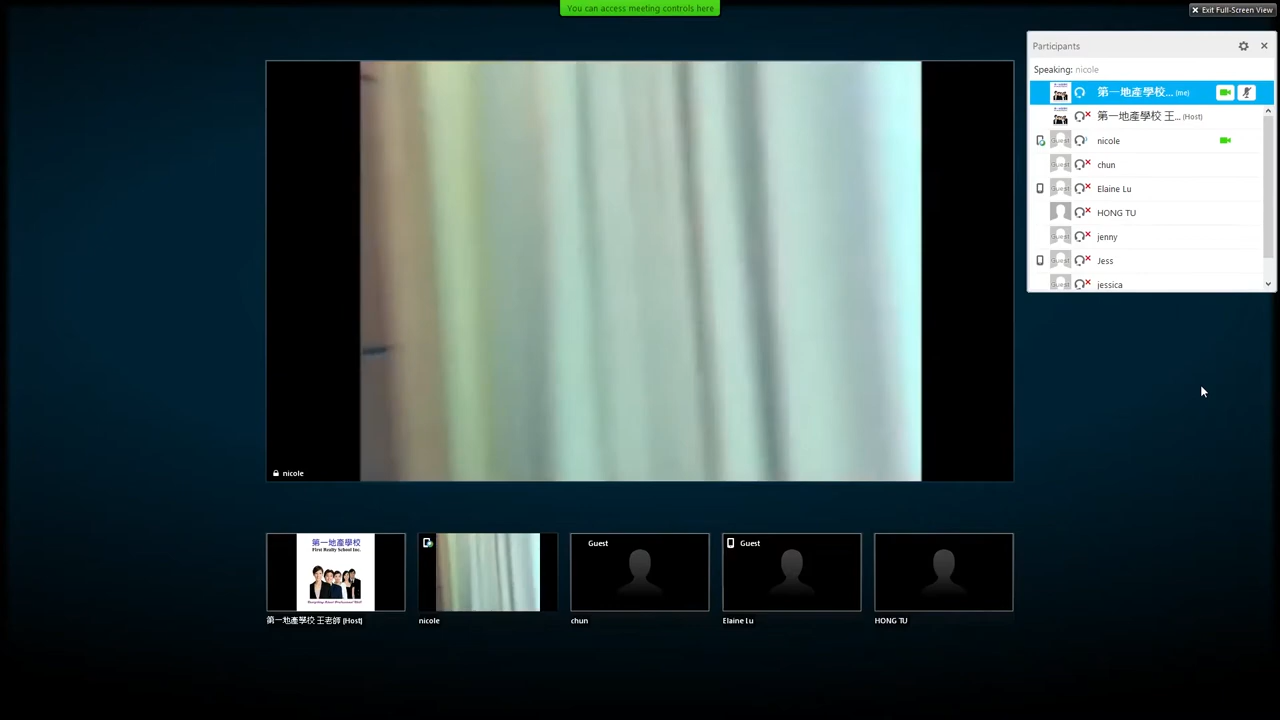 You can access meeting controls here
Exit Full-Screen View
Participants
Speaking: nicole
第一地產學校... (me)
第一地產學校 王... (Host)
nicole
chun
Elaine Lu
HONG TU
jenny
Jess
jessica
nicole
第一地產學校
First Realty School Inc.
Guest
Guest
第一地產學校 王老師 (Host)
nicole
chun
Elaine Lu
HONG TU